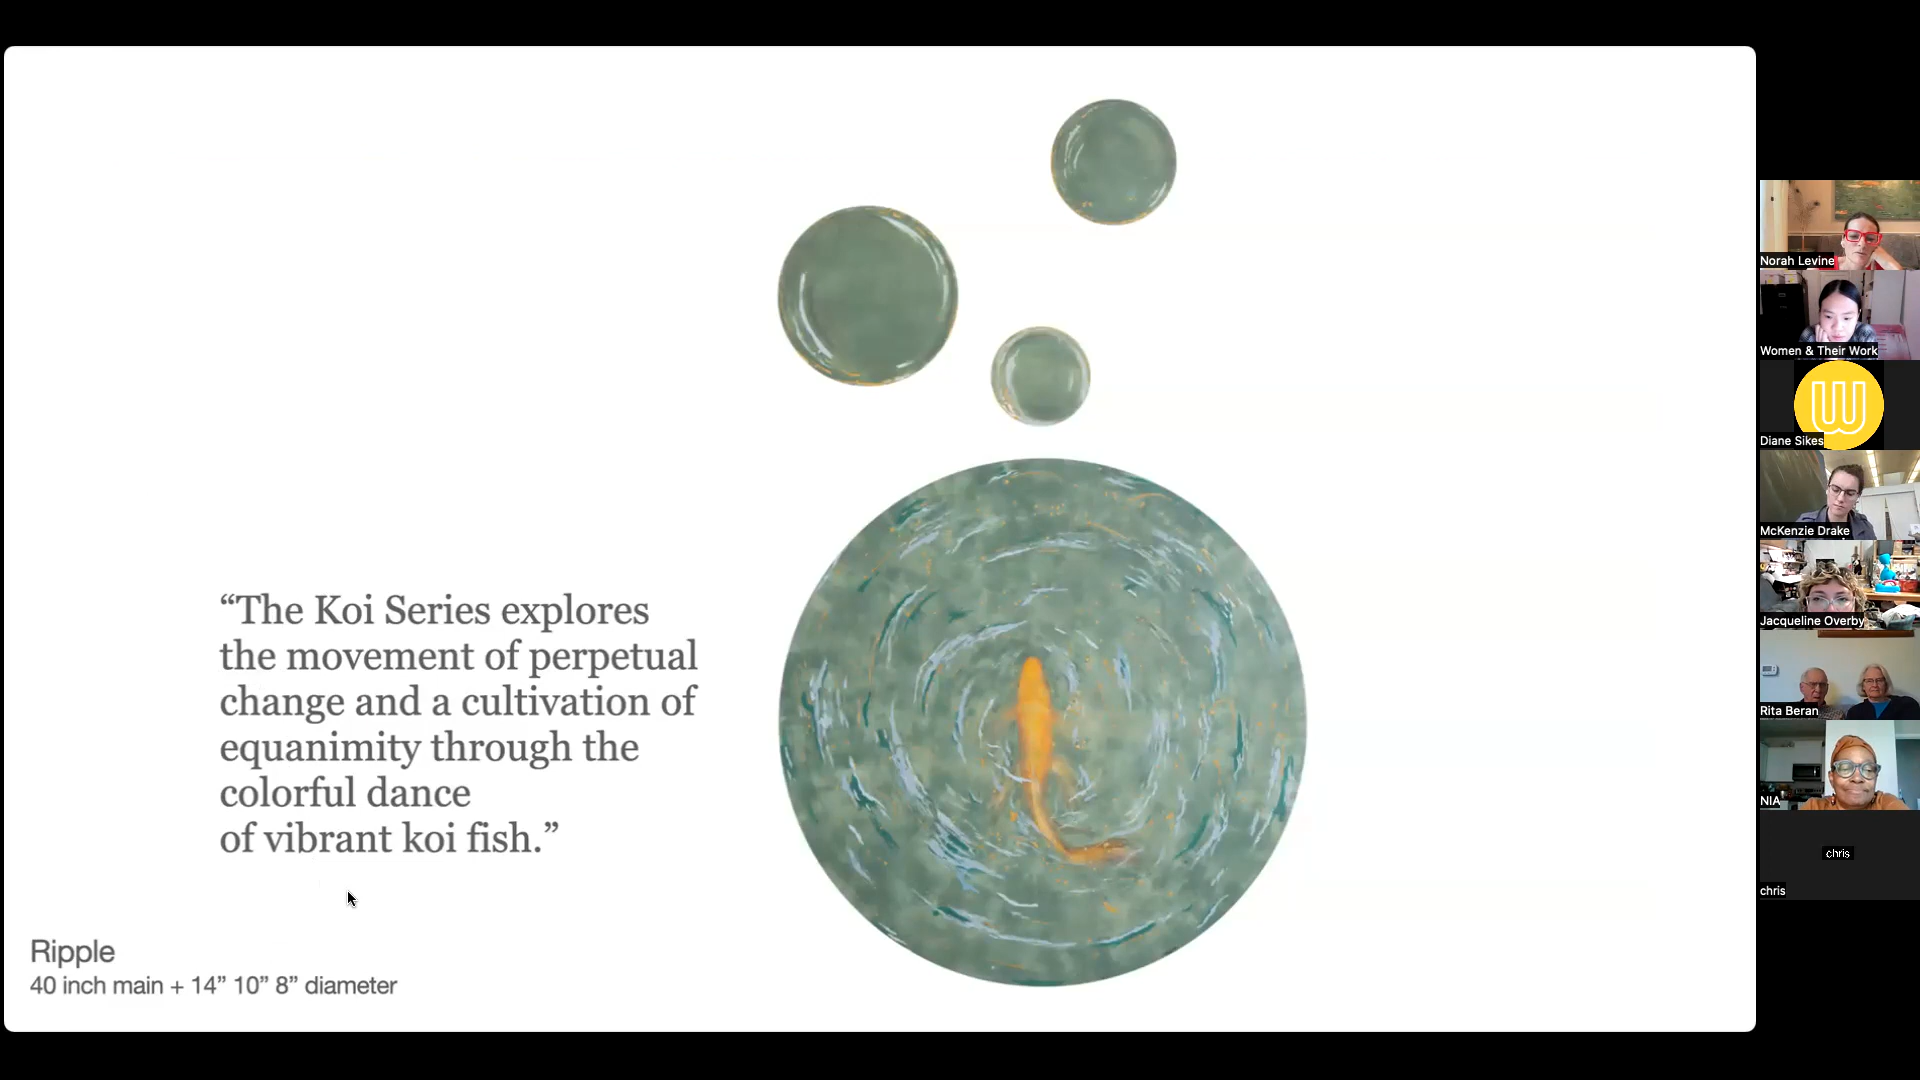 “The Koi Series explores
the movement of perpetual
change and a cultivation of
equanimity through the
colorful dance
of vibrant koi fish.”
Ripple
40 inch main + 14” 10” 8” diameter
Norah Levine
Women & Their Work
W
Diane Sikes
McKenzie Drake
Jacqueline Overby
Rita Beran
NIA
chris
chris